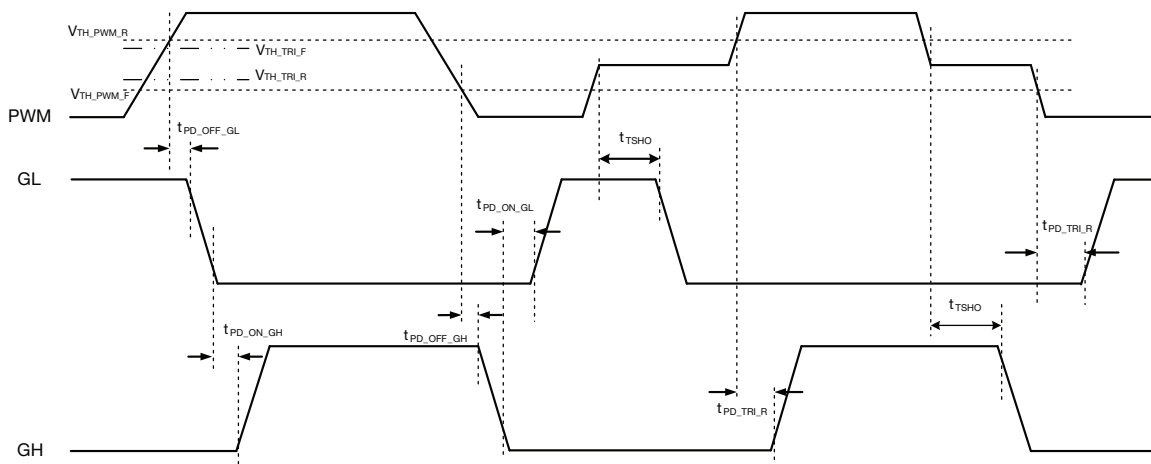 VTH_PWM_R
VTH_TRI_F
VTH_TRI_R
VTH_PWM_F
PWM
tPD_OFF_GL
tTSHO
GL
tPD_ON_GL
tPD_TRI_R
tTSHO
tPD_ON_GH
tPD_OFF_GH
tPD_TRI_R
GH